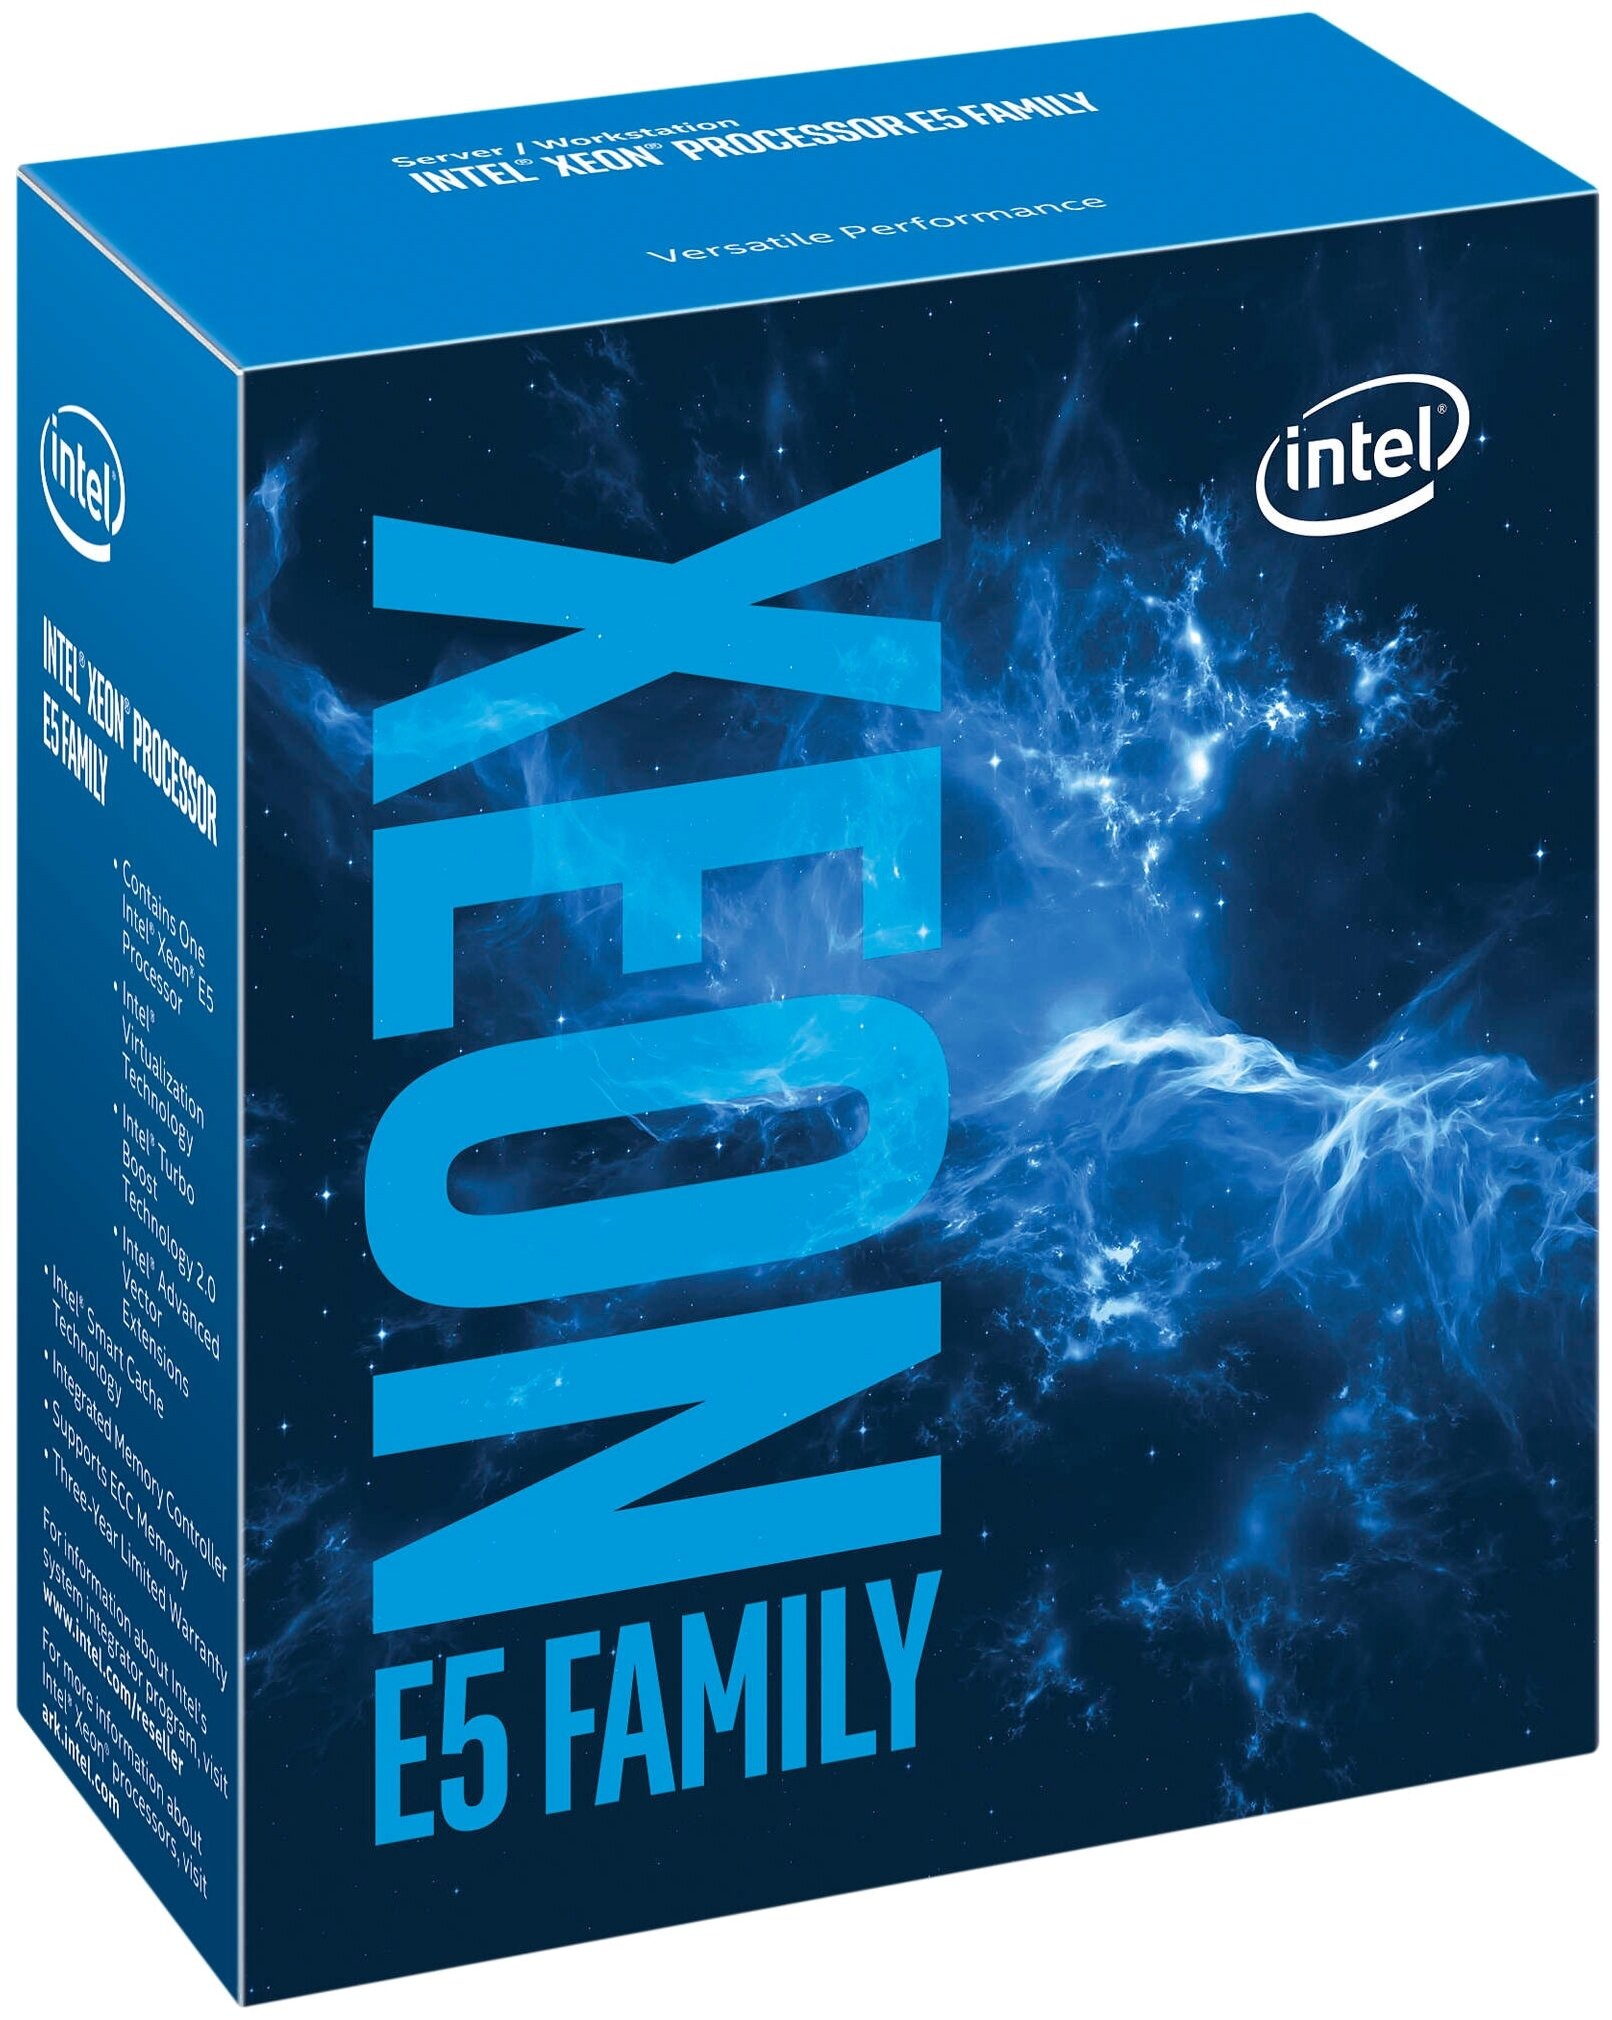 Server / Workstation
INTEL® XEON® PROCESSOR E5 FAMILY
Versatile Performance
intel
INTEL® XEON® PROCESSOR
E5 FAMILY
• Contains One
Intel® Xeon® E5
Processor
• Intel®
Virtualization
Technology
• Intel® Turbo
Boost
Technology 2.0
• Intel® Advanced
Vector
Extensions
• Intel® Smart Cache
Technology
• Integrated Memory Controller
• Supports ECC Memory
• Three-Year Limited Warranty
For information about Intel's
system integrator program, visit
www.intel.com/reseller
For more information about
Intel® Xeon® processors, visit
ark.intel.com
intel®
XEON
E5 FAMILY